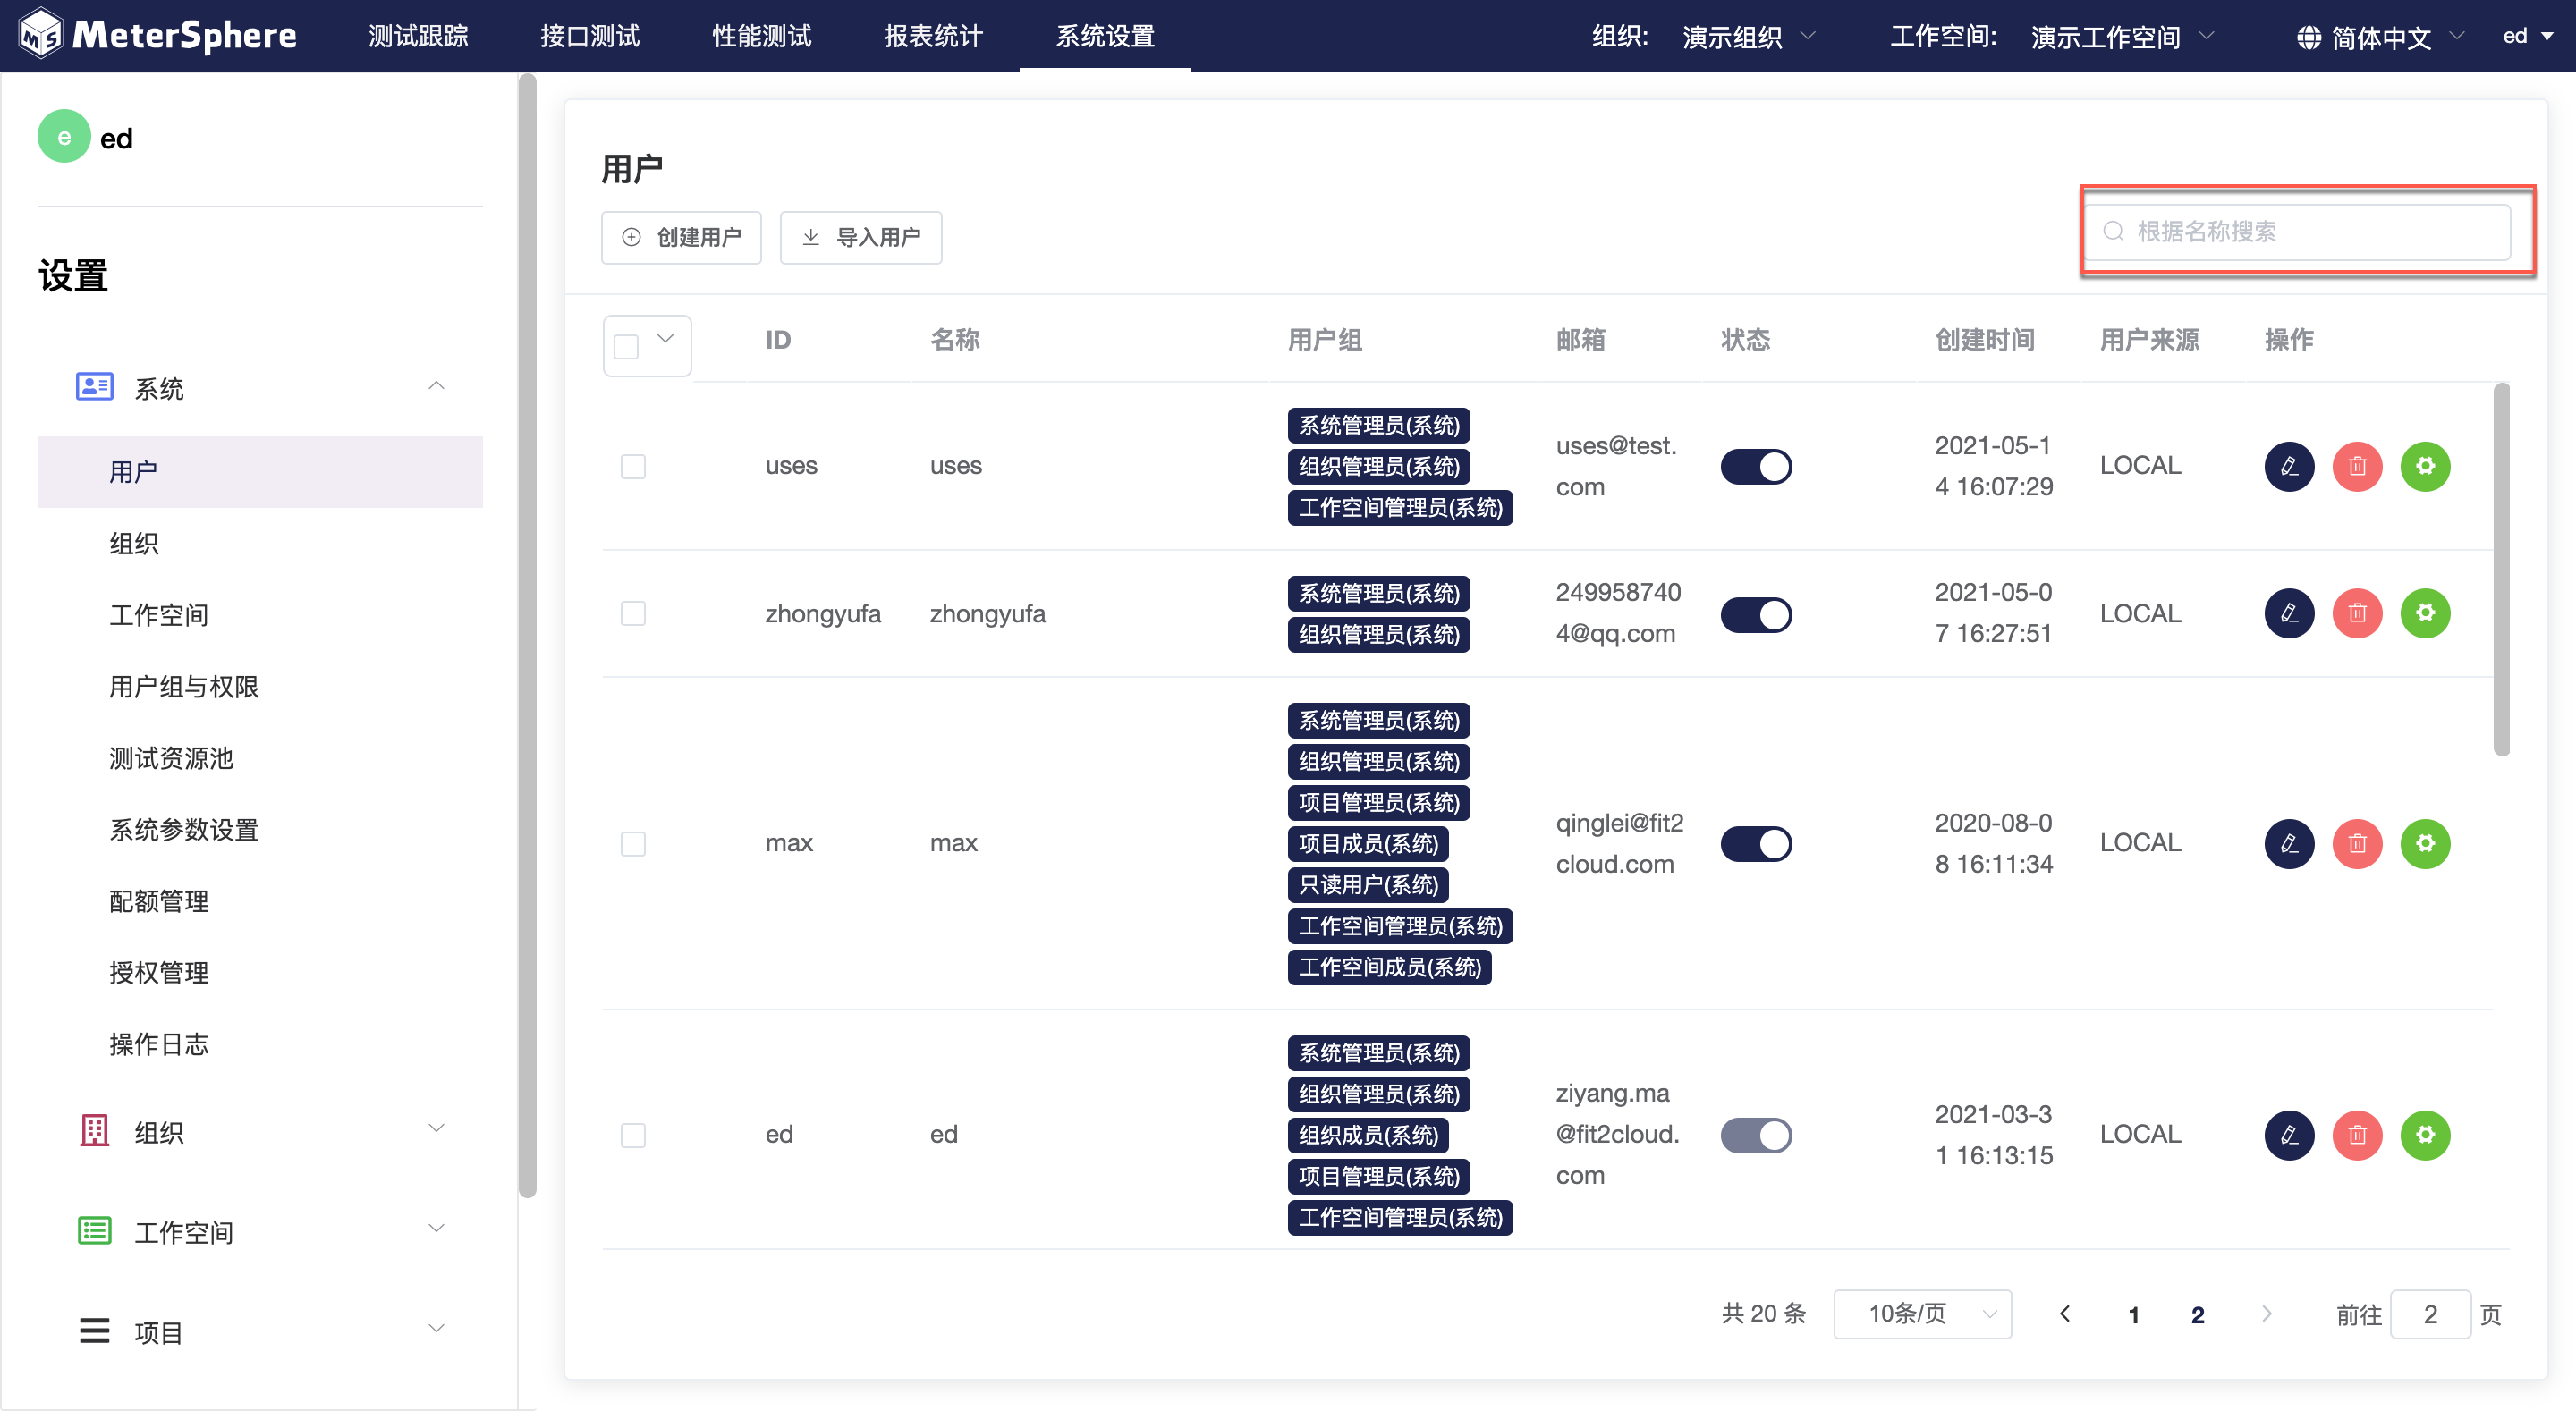 MeterSphere 测试跟踪 接口测试 性能测试 报表统计 系统设置 组织: 演示组织 工作空间: 演示工作空间 简体中文 ed
e ed
设置
系统
用户
组织
工作空间
用户组与权限
测试资源池
系统参数设置
配额管理
授权管理
操作日志
组织
工作空间
项目
用户
创建用户 导入用户
根据名称搜索
ID 名称 用户组 邮箱 状态 创建时间 用户来源 操作
uses uses
系统管理员(系统)
组织管理员(系统)
工作空间管理员(系统)
uses@test.
com
2021-05-1
4 16:07:29
LOCAL
zhongyufa zhongyufa
系统管理员(系统)
组织管理员(系统)
249958740
4@qq.com
2021-05-0
7 16:27:51
LOCAL
max max
系统管理员(系统)
组织管理员(系统)
项目管理员(系统)
项目成员(系统)
只读用户(系统)
工作空间管理员(系统)
工作空间成员(系统)
qinglei@fit2
cloud.com
2020-08-0
8 16:11:34
LOCAL
ed ed
系统管理员(系统)
组织管理员(系统)
组织成员(系统)
项目管理员(系统)
工作空间管理员(系统)
ziyang.ma
@fit2cloud.
com
2021-03-3
1 16:13:15
LOCAL
共 20 条 10条/页 1 2 前往 2 页